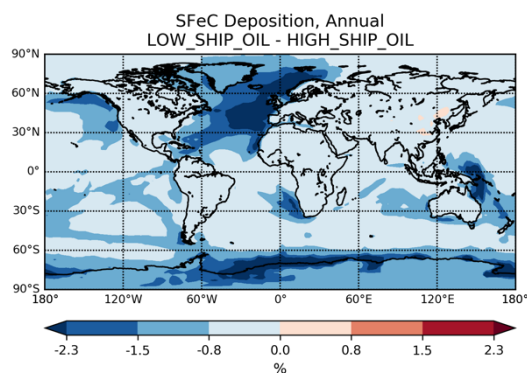 SFeC Deposition, Annual
LOW_SHIP_OIL - HIGH_SHIP_OIL
90°N
60°N
30°N
0°
30°S
60°S
90°S
180° 120°W 60°W 0° 60°E 120°E 180°
-2.3 -1.5 -0.8 0.0 0.8 1.5 2.3
%